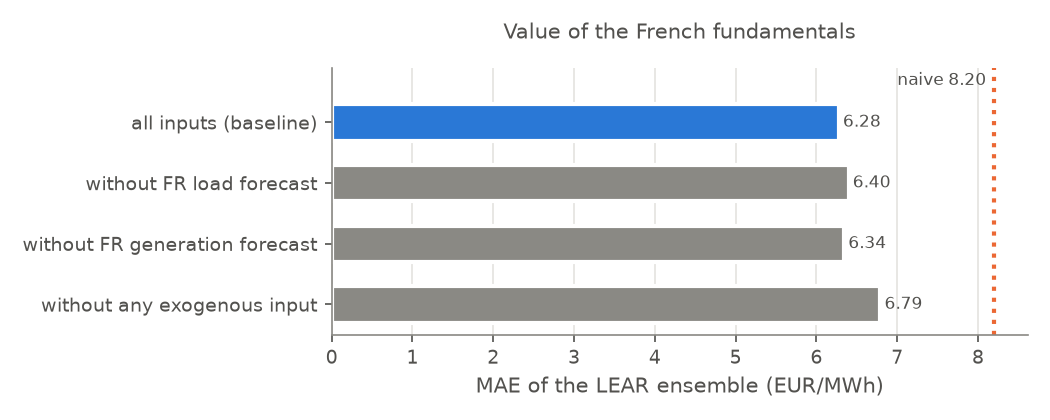 Value of the French fundamentals
naive 8.20
all inputs (baseline)
6.28
without FR load forecast
6.40
without FR generation forecast
6.34
without any exogenous input
6.79
0 1 2 3 4 5 6 7 8
MAE of the LEAR ensemble (EUR/MWh)